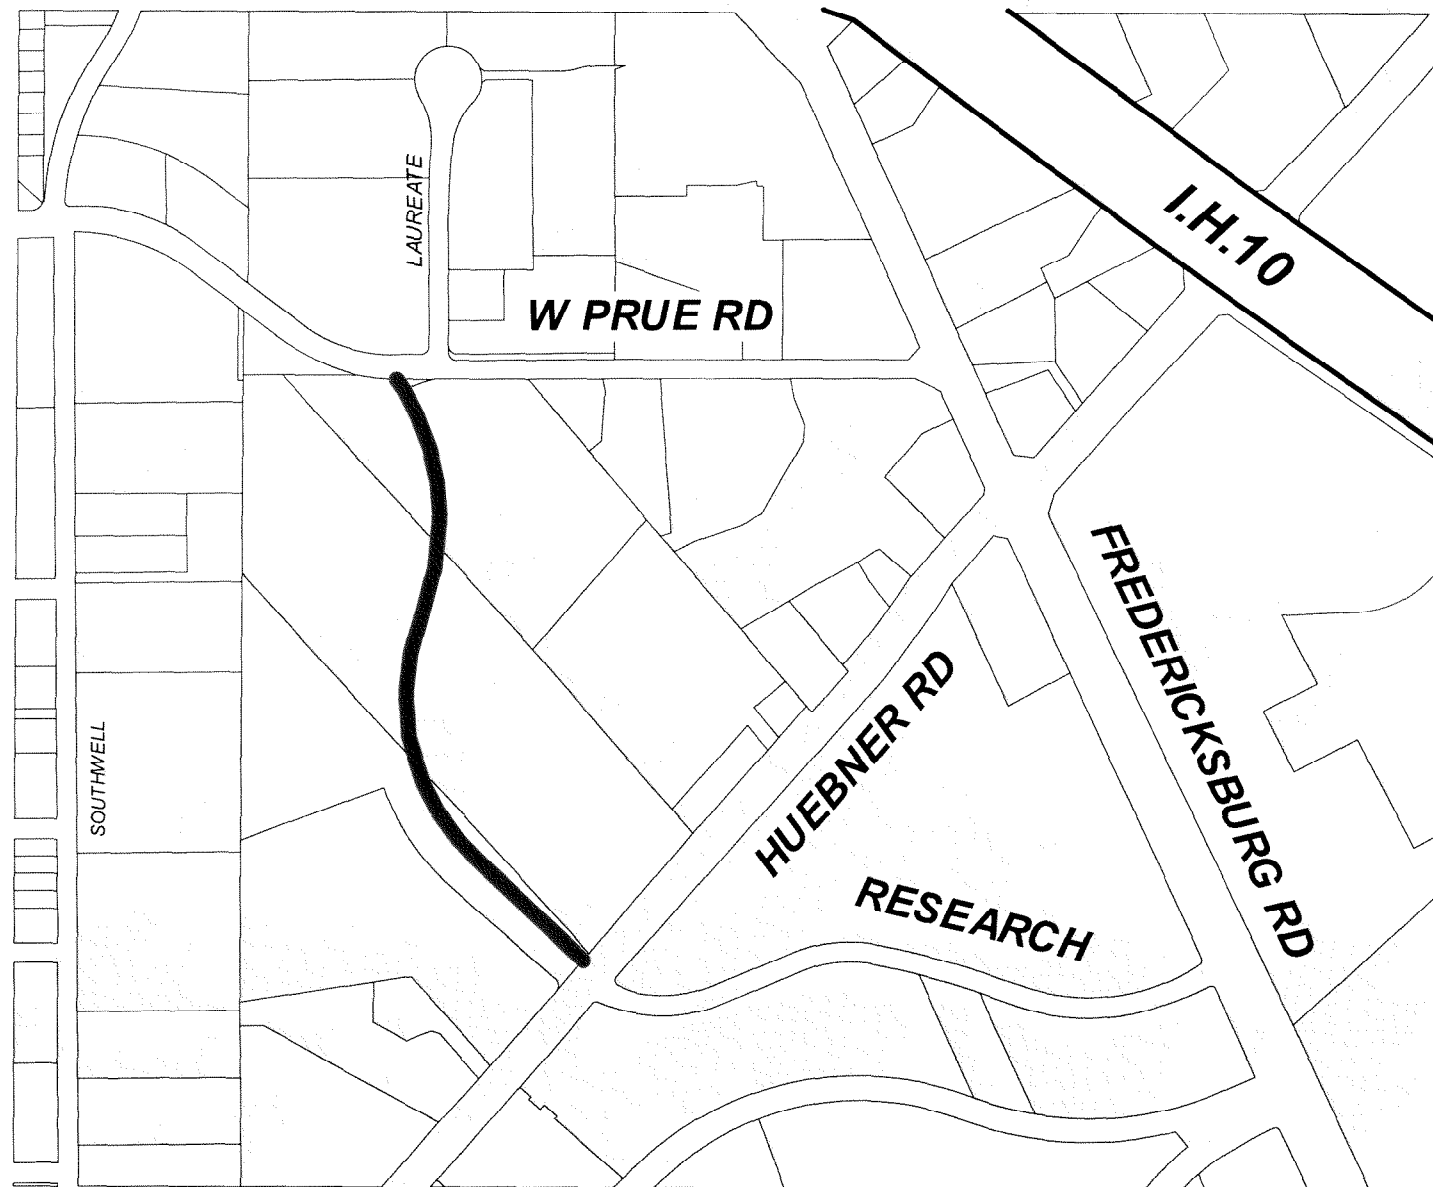 LAUREATE
I.H.10
W PRUE RD
FREDERICKSBURG RD
HUEBNER RD
SOUTHWELL
RESEARCH